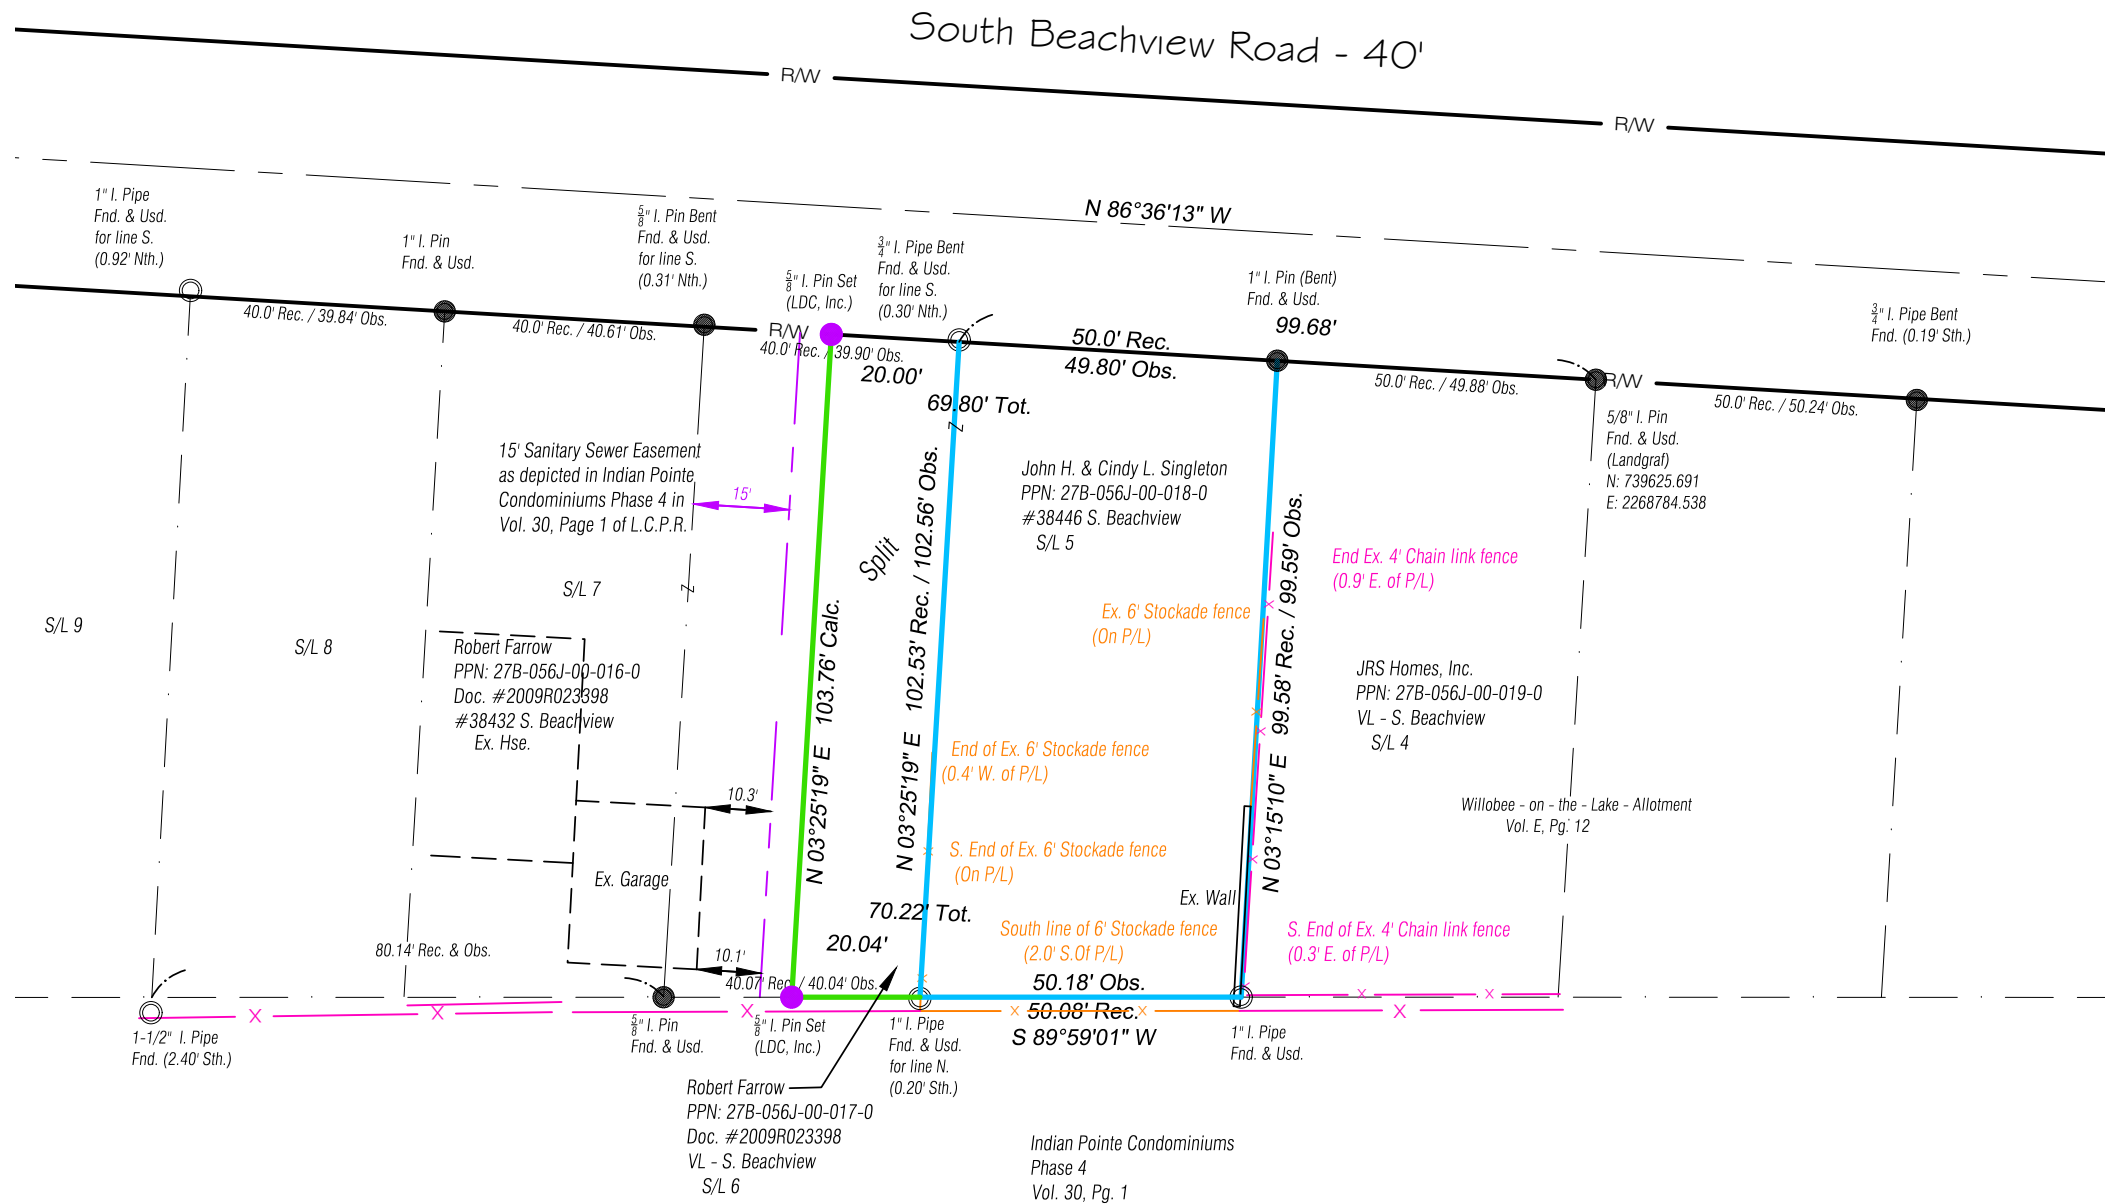 South Beachview Road - 40'
R/W
R/W
N 86°36'13" W
1" I. Pipe
Fnd. & Usd.
for line S.
(0.92' Nth.)
1" I. Pin
Fnd. & Usd.
5/8" I. Pin Bent
Fnd. & Usd.
for line S.
(0.31' Nth.)
5/8" I. Pin Set
(LDC, Inc.)
3/4" I. Pipe Bent
Fnd. & Usd.
for line S.
(0.30' Nth.)
1" I. Pin (Bent)
Fnd. & Usd.
99.68'
3/4" I. Pipe Bent
Fnd. (0.19' Sth.)
40.0' Rec. / 39.84' Obs.
40.0' Rec. / 40.61' Obs.
R/W
40.0' Rec. / 39.90' Obs.
20.00'
50.0' Rec.
49.80' Obs.
69.80' Tot.
50.0' Rec. / 49.88' Obs.
R/W
50.0' Rec. / 50.24' Obs.
5/8" I. Pin
Fnd. & Usd.
(Landgraf)
N: 739625.691
E: 2268784.538
15' Sanitary Sewer Easement
as depicted in Indian Pointe
Condominiums Phase 4 in
Vol. 30, Page 1 of L.C.P.R.
15'
Split
John H. & Cindy L. Singleton
PPN: 27B-056J-00-018-0
#38446 S. Beachview
S/L 5
N 03°25'19" E 103.76' Calc.
N 03°25'19" E 102.53' Rec. / 102.56' Obs.
N 03°15'10" E 99.58' Rec. / 99.59' Obs.
End Ex. 4' Chain link fence
(0.9' E. of P/L)
Ex. 6' Stockade fence
(On P/L)
S/L 9
S/L 8
S/L 7
Robert Farrow
PPN: 27B-056J-00-016-0
Doc. #2009R023398
#38432 S. Beachview
Ex. Hse.
JRS Homes, Inc.
PPN: 27B-056J-00-019-0
VL - S. Beachview
S/L 4
End of Ex. 6' Stockade fence
(0.4' W. of P/L)
10.3'
Willobee - on - the - Lake - Allotment
Vol. E, Pg. 12
S. End of Ex. 6' Stockade fence
(On P/L)
Ex. Garage
Ex. Wall
70.22' Tot.
20.04'
South line of 6' Stockade fence
(2.0' S.Of P/L)
S. End of Ex. 4' Chain link fence
(0.3' E. of P/L)
80.14' Rec. & Obs.
10.1'
40.07' Rec. / 40.04' Obs.
50.18' Obs.
50.08' Rec.
S 89°59'01" W
1-1/2" I. Pipe
Fnd. (2.40' Sth.)
5/8" I. Pin
Fnd. & Usd.
5/8" I. Pin Set
(LDC, Inc.)
1" I. Pipe
Fnd. & Usd.
for line N.
(0.20' Sth.)
1" I. Pipe
Fnd. & Usd.
Robert Farrow
PPN: 27B-056J-00-017-0
Doc. #2009R023398
VL - S. Beachview
S/L 6
Indian Pointe Condominiums
Phase 4
Vol. 30, Pg. 1